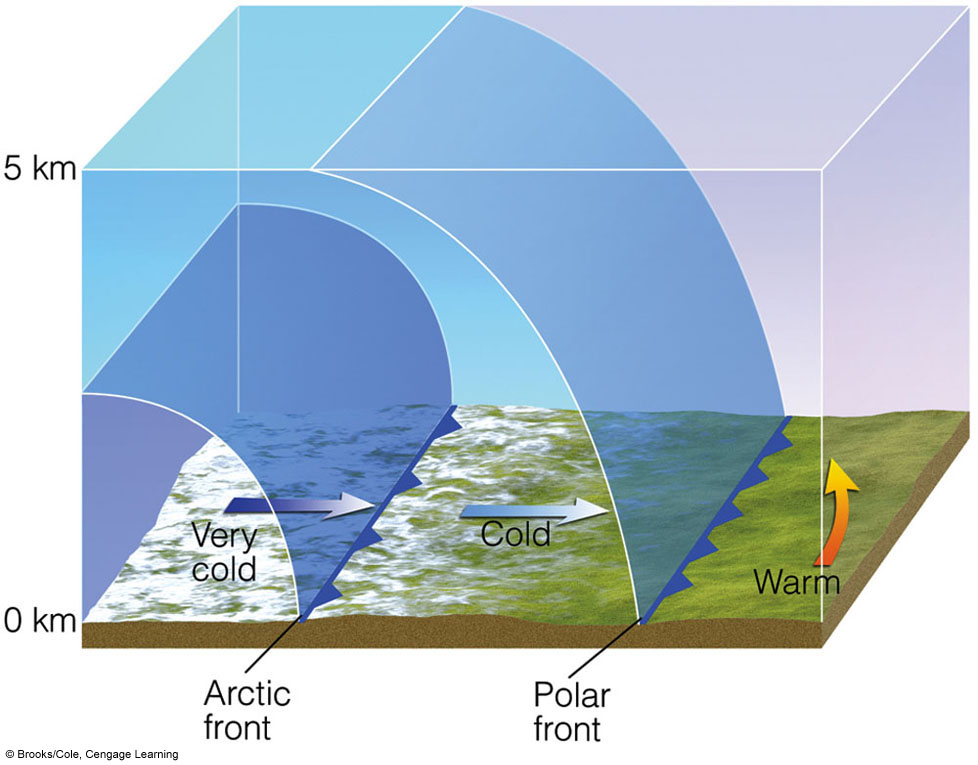 5 km
Very
cold
Cold
Warm
0 km
Arctic
front
Polar
front
© Brooks/Cole, Cengage Learning